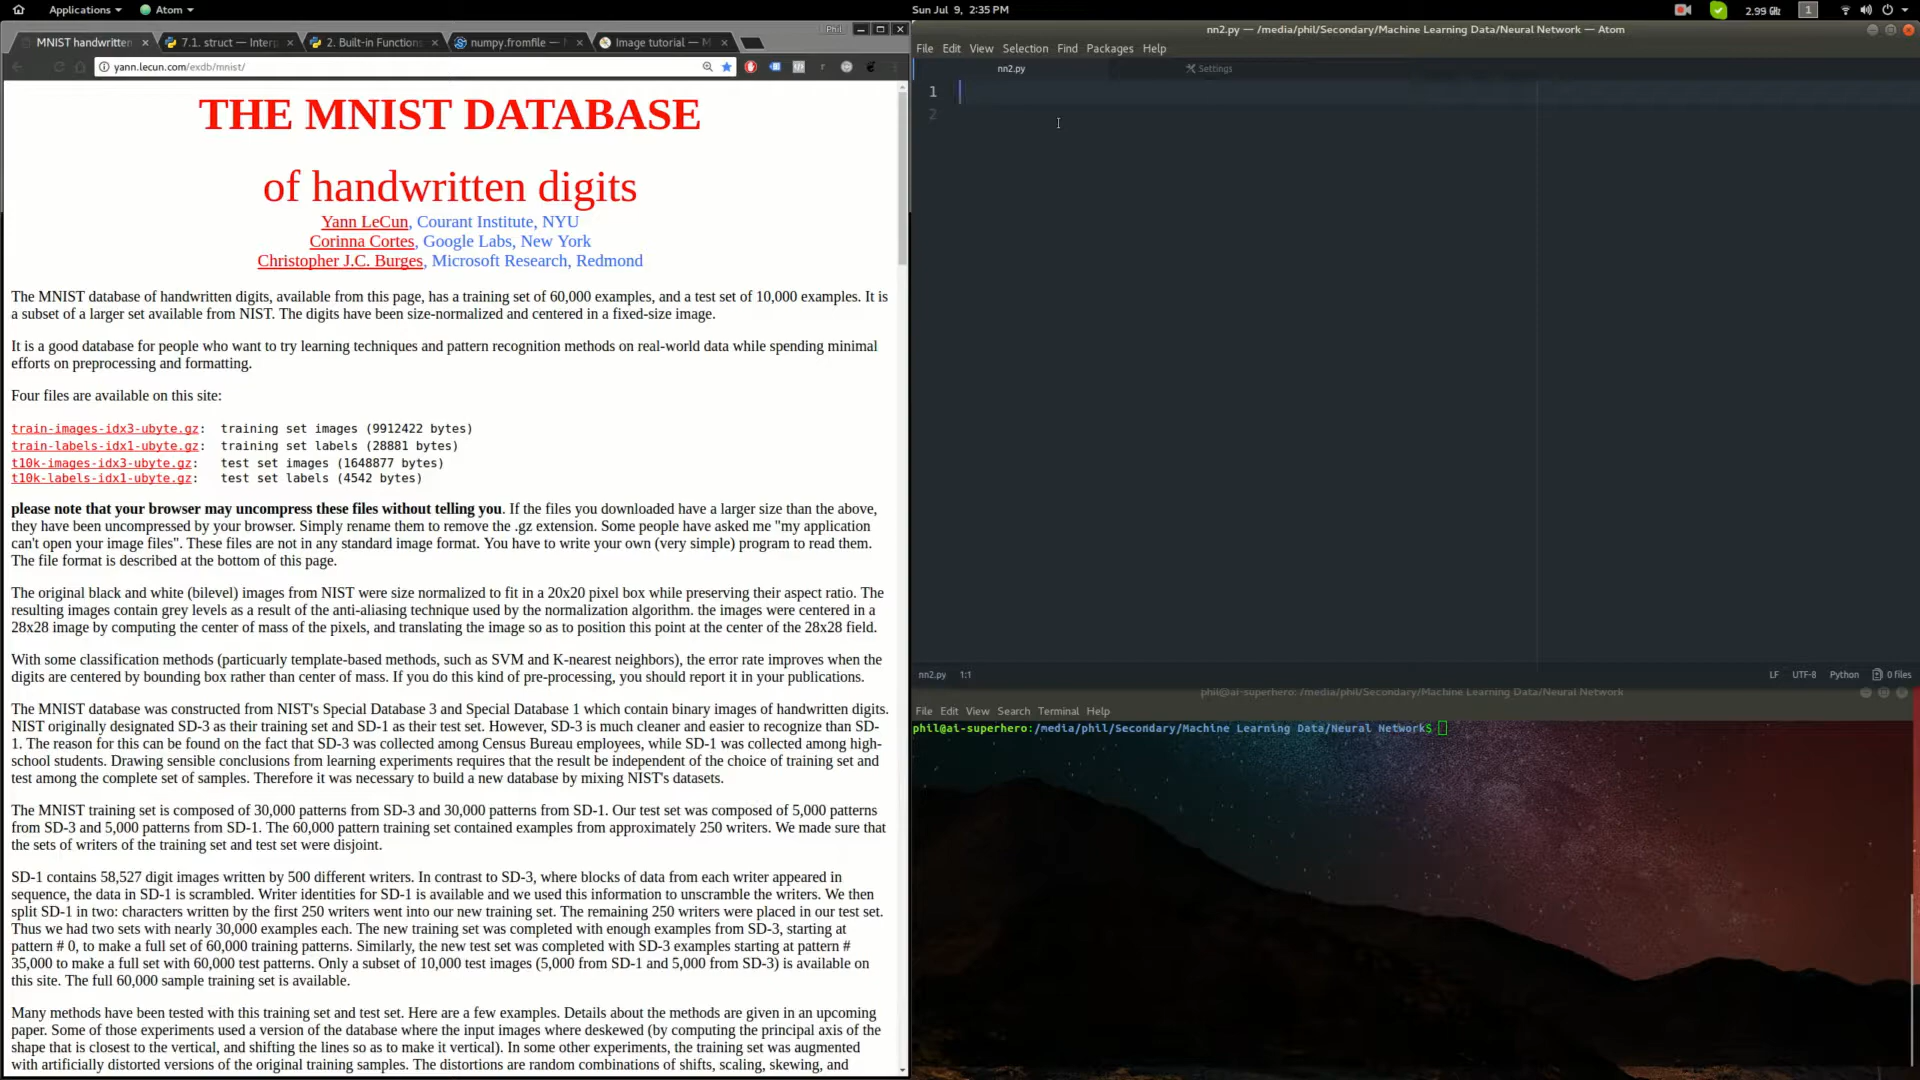 Applications
Atom
Sun Jul 9, 2:35 PM
2.99 GHz
1
Phil
MNIST handwritten
7.1. struct — Interp
2. Built-in Functions
numpy.fromfile —
Image tutorial — M
yann.lecun.com/exdb/mnist/
THE MNIST DATABASE
of handwritten digits
Yann LeCun, Courant Institute, NYU
Corinna Cortes, Google Labs, New York
Christopher J.C. Burges, Microsoft Research, Redmond
The MNIST database of handwritten digits, available from this page, has a training set of 60,000 examples, and a test set of 10,000 examples. It is
a subset of a larger set available from NIST. The digits have been size-normalized and centered in a fixed-size image.
It is a good database for people who want to try learning techniques and pattern recognition methods on real-world data while spending minimal
efforts on preprocessing and formatting.
Four files are available on this site:
train-images-idx3-ubyte.gz: training set images (9912422 bytes)
train-labels-idx1-ubyte.gz: training set labels (28881 bytes)
t10k-images-idx3-ubyte.gz: test set images (1648877 bytes)
t10k-labels-idx1-ubyte.gz: test set labels (4542 bytes)
please note that your browser may uncompress these files without telling you. If the files you downloaded have a larger size than the above,
they have been uncompressed by your browser. Simply rename them to remove the .gz extension. Some people have asked me "my application
can't open your image files". These files are not in any standard image format. You have to write your own (very simple) program to read them.
The file format is described at the bottom of this page.
The original black and white (bilevel) images from NIST were size normalized to fit in a 20x20 pixel box while preserving their aspect ratio. The
resulting images contain grey levels as a result of the anti-aliasing technique used by the normalization algorithm. the images were centered in a
28x28 image by computing the center of mass of the pixels, and translating the image so as to position this point at the center of the 28x28 field.
With some classification methods (particuarly template-based methods, such as SVM and K-nearest neighbors), the error rate improves when the
digits are centered by bounding box rather than center of mass. If you do this kind of pre-processing, you should report it in your publications.
The MNIST database was constructed from NIST's Special Database 3 and Special Database 1 which contain binary images of handwritten digits.
NIST originally designated SD-3 as their training set and SD-1 as their test set. However, SD-3 is much cleaner and easier to recognize than SD-
1. The reason for this can be found on the fact that SD-3 was collected among Census Bureau employees, while SD-1 was collected among high-
school students. Drawing sensible conclusions from learning experiments requires that the result be independent of the choice of training set and
test among the complete set of samples. Therefore it was necessary to build a new database by mixing NIST's datasets.
The MNIST training set is composed of 30,000 patterns from SD-3 and 30,000 patterns from SD-1. Our test set was composed of 5,000 patterns
from SD-3 and 5,000 patterns from SD-1. The 60,000 pattern training set contained examples from approximately 250 writers. We made sure that
the sets of writers of the training set and test set were disjoint.
SD-1 contains 58,527 digit images written by 500 different writers. In contrast to SD-3, where blocks of data from each writer appeared in
sequence, the data in SD-1 is scrambled. Writer identities for SD-1 is available and we used this information to unscramble the writers. We then
split SD-1 in two: characters written by the first 250 writers went into our new training set. The remaining 250 writers were placed in our test set.
Thus we had two sets with nearly 30,000 examples each. The new training set was completed with enough examples from SD-3, starting at
pattern # 0, to make a full set of 60,000 training patterns. Similarly, the new test set was completed with SD-3 examples starting at pattern #
35,000 to make a full set with 60,000 test patterns. Only a subset of 10,000 test images (5,000 from SD-1 and 5,000 from SD-3) is available on
this site. The full 60,000 sample training set is available.
Many methods have been tested with this training set and test set. Here are a few examples. Details about the methods are given in an upcoming
paper. Some of those experiments used a version of the database where the input images where deskewed (by computing the principal axis of the
shape that is closest to the vertical, and shifting the lines so as to make it vertical). In some other experiments, the training set was augmented
with artificially distorted versions of the original training samples. The distortions are random combinations of shifts, scaling, skewing, and
nn2.py — /media/phil/Secondary/Machine Learning Data/Neural Network — Atom
File Edit View Selection Find Packages Help
nn2.py
Settings
1
2
nn2.py 1:1
LF UTF-8 Python 0 files
phil@ai-superhero: /media/phil/Secondary/Machine Learning Data/Neural Network
File Edit View Search Terminal Help
phil@ai-superhero:/media/phil/Secondary/Machine Learning Data/Neural Network$